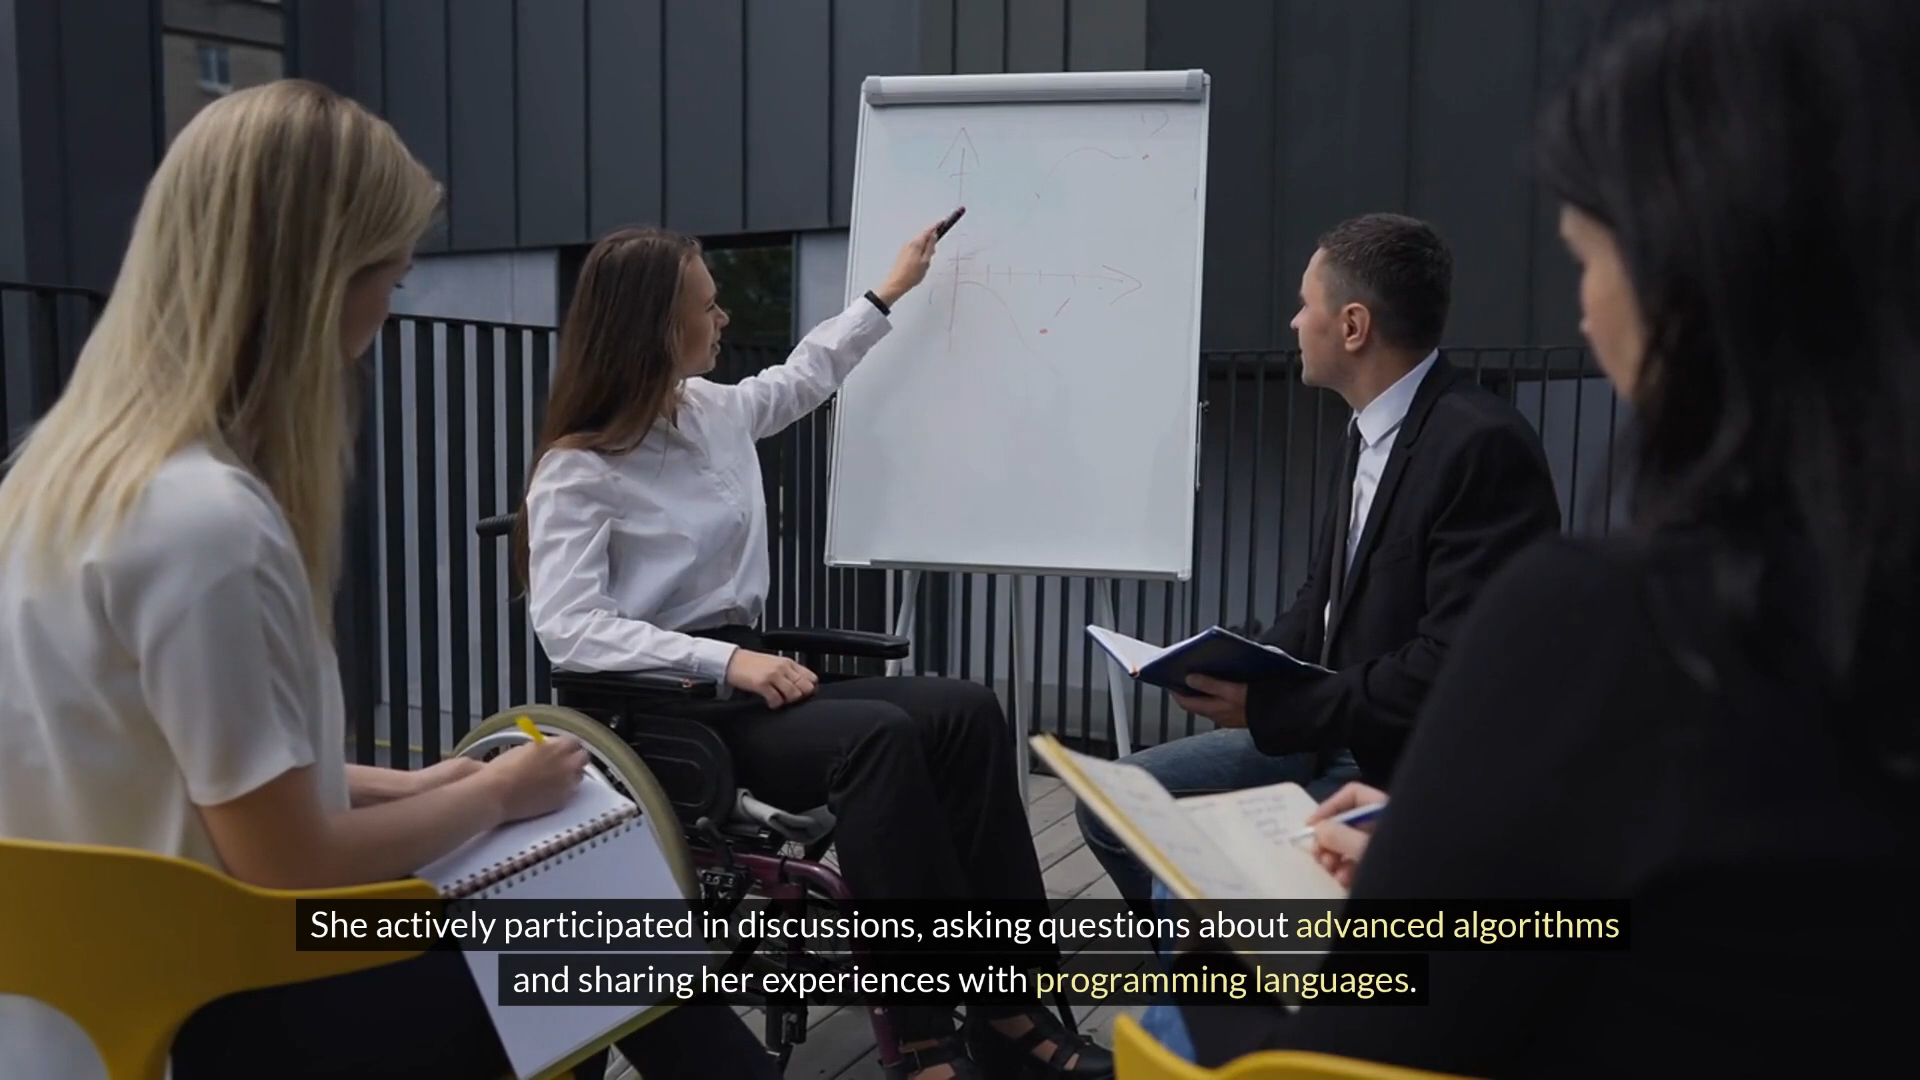 She actively participated in discussions, asking questions about advanced algorithms
and sharing her experiences with programming languages.